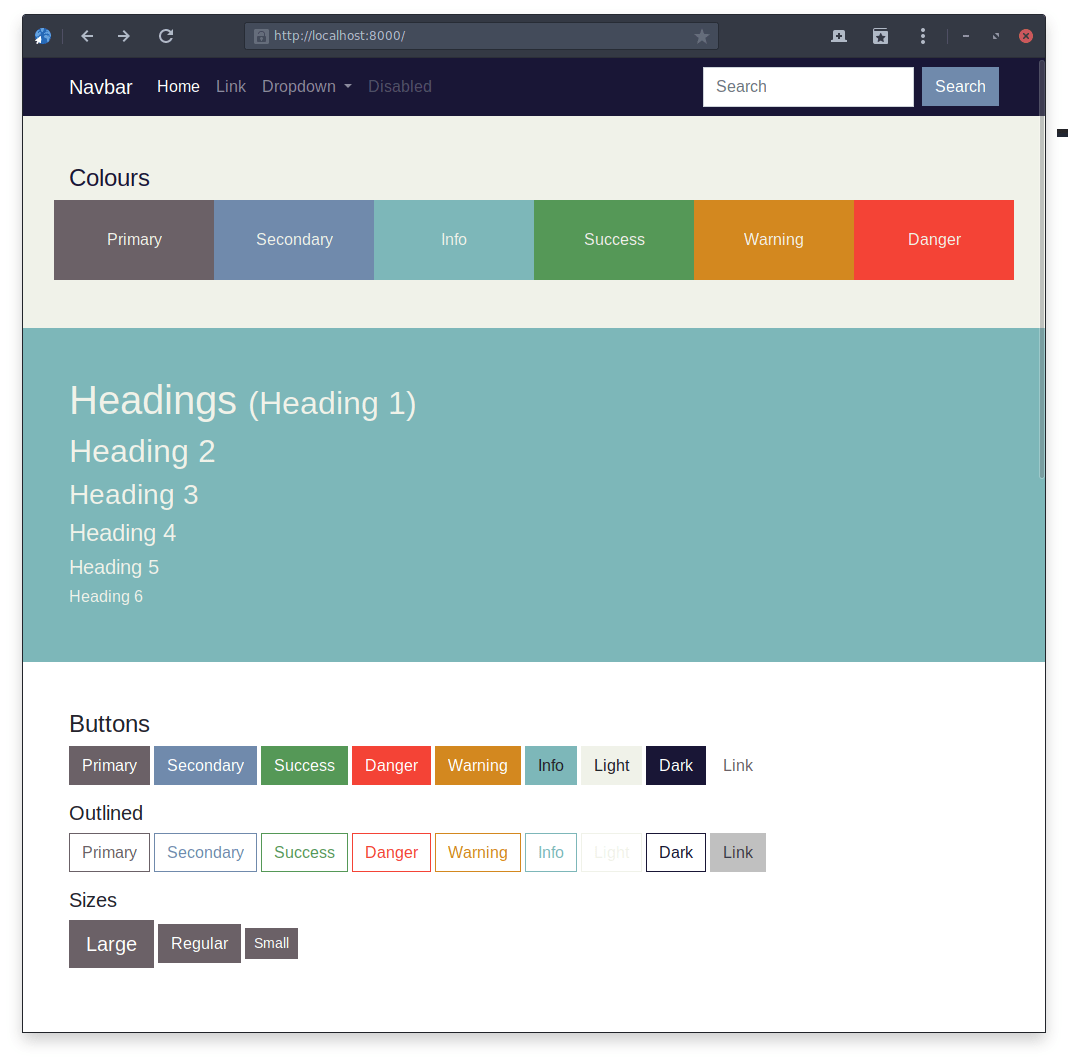 http://localhost:8000/
Navbar Home Link Dropdown Disabled Search Search
Colours
Primary Secondary Info Success Warning Danger
Headings (Heading 1)
Heading 2
Heading 3
Heading 4
Heading 5
Heading 6
Buttons
Primary Secondary Success Danger Warning Info Light Dark Link
Outlined
Primary Secondary Success Danger Warning Info Light Dark Link
Sizes
Large Regular Small